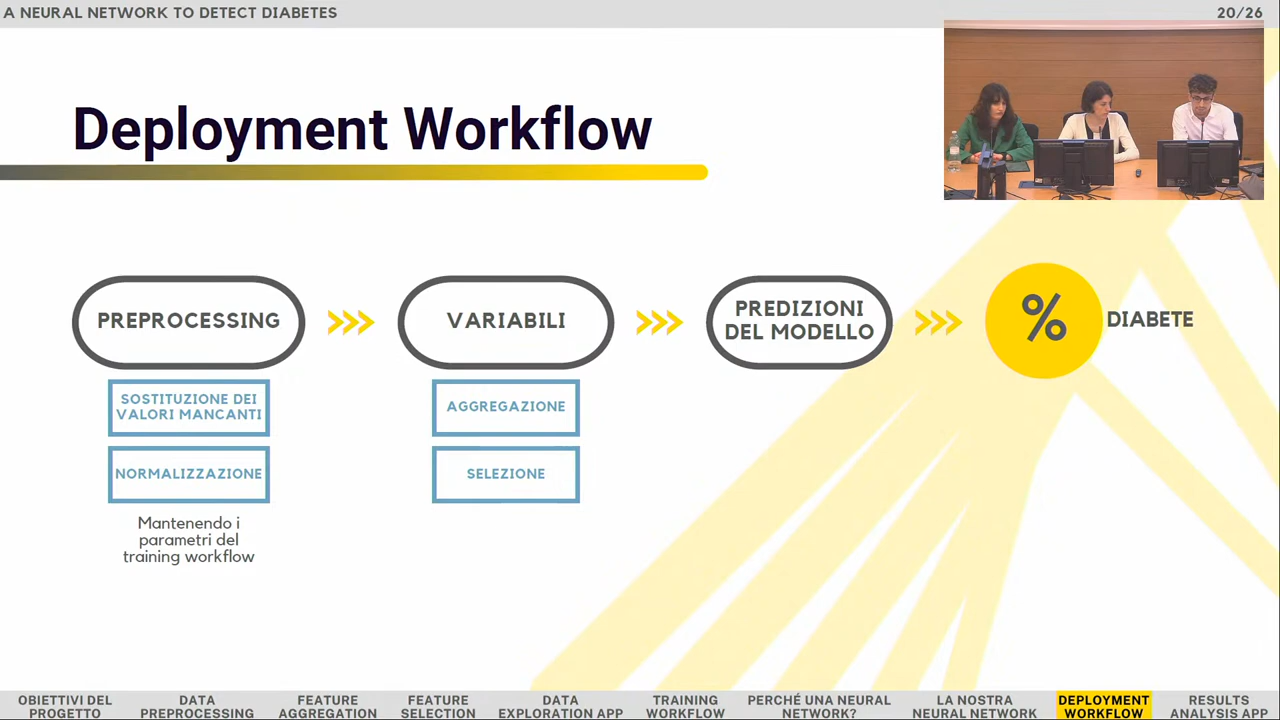 A NEURAL NETWORK TO DETECT DIABETES
20/26
Deployment Workflow
PREPROCESSING
VARIABILI
PREDIZIONI
DEL MODELLO
%
DIABETE
SOSTITUZIONE DEI
VALORI MANCANTI
AGGREGAZIONE
NORMALIZZAZIONE
SELEZIONE
Mantenendo i
parametri del
training workflow
OBIETTIVI DEL
PROGETTO
DATA
PREPROCESSING
FEATURE
AGGREGATION
FEATURE
SELECTION
DATA
EXPLORATION APP
TRAINING
WORKFLOW
PERCHÉ UNA NEURAL
NETWORK?
LA NOSTRA
NEURAL NETWORK
DEPLOYMENT
WORKFLOW
RESULTS
ANALYSIS APP